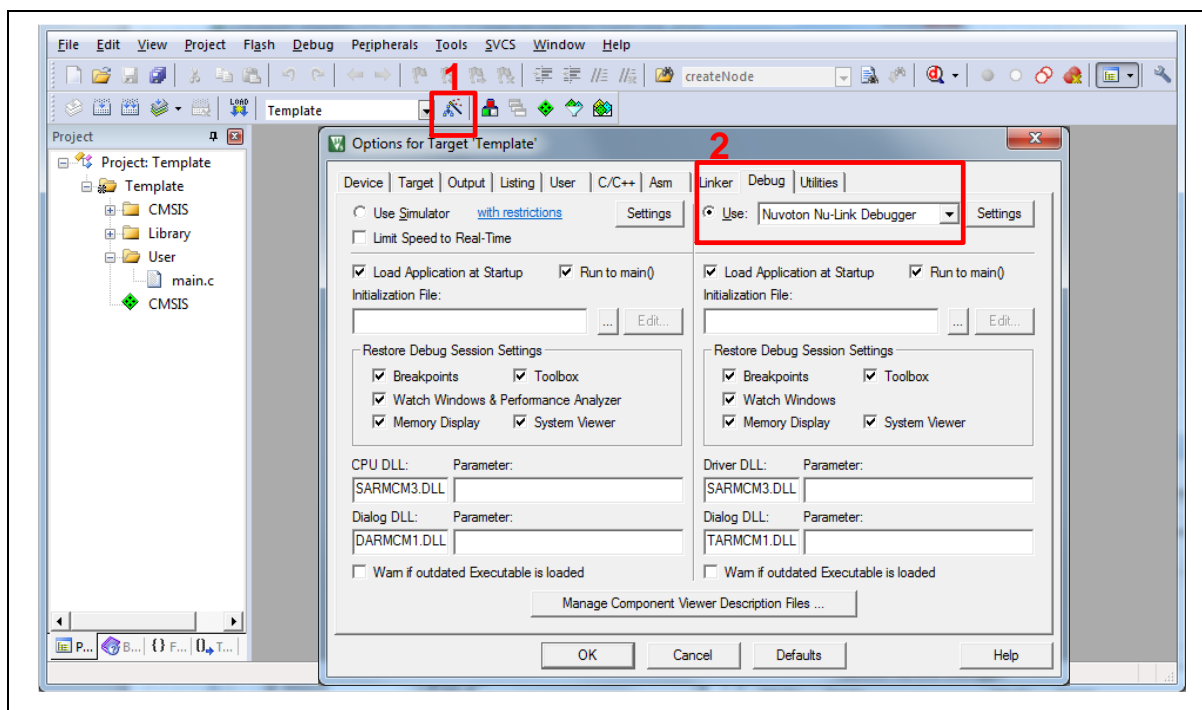 File Edit View Project Flash Debug Peripherals Tools SVCS Window Help
createNode
1
LOAD
Template
Project
Project: Template
Template
CMSIS
Library
User
main.c
CMSIS
P... B... {} F... 0 T...
Options for Target 'Template'
2
Device Target Output Listing User C/C++ Asm Linker Debug Utilities
Use Simulator with restrictions Settings Use: Nuvoton Nu-Link Debugger Settings
Limit Speed to Real-Time
Load Application at Startup Run to main() Load Application at Startup Run to main()
Initialization File: Initialization File:
... Edit... ... Edit...
Restore Debug Session Settings Restore Debug Session Settings
Breakpoints Toolbox Breakpoints Toolbox
Watch Windows & Performance Analyzer Watch Windows
Memory Display System Viewer Memory Display System Viewer
CPU DLL: Parameter: Driver DLL: Parameter:
SARMCM3.DLL SARMCM3.DLL
Dialog DLL: Parameter: Dialog DLL: Parameter:
DARMCM1.DLL TARMCM1.DLL
Warn if outdated Executable is loaded Warn if outdated Executable is loaded
Manage Component Viewer Description Files ...
OK Cancel Defaults Help